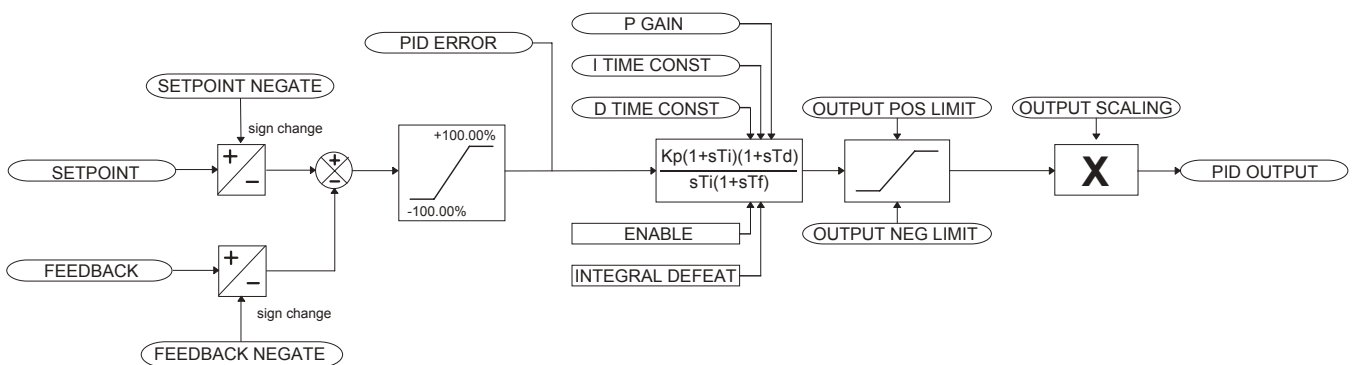 P GAIN
PID ERROR
I TIME CONST
SETPOINT NEGATE
D TIME CONST
OUTPUT POS LIMIT
OUTPUT SCALING
sign change
+100.00%
-100.00%
SETPOINT
+
-
+
-
Kp(1+sTi)(1+sTd)
sTi(1+sTf)
X
PID OUTPUT
ENABLE
OUTPUT NEG LIMIT
FEEDBACK
+
-
INTEGRAL DEFEAT
sign change
FEEDBACK NEGATE